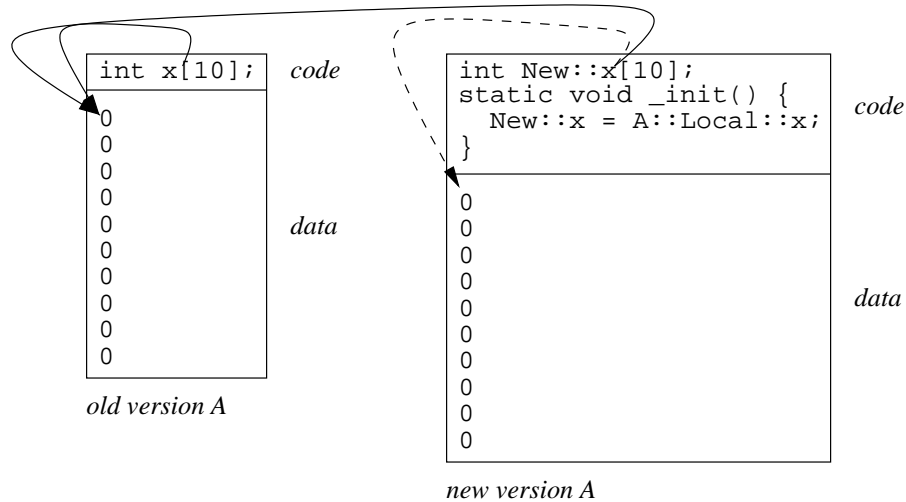 int x[10];
code
0
0
0
0
0
0
0
0
0
0
data
old version A
int New::x[10];
static void _init() {
  New::x = A::Local::x;
}
code
0
0
0
0
0
0
0
0
0
0
data
new version A